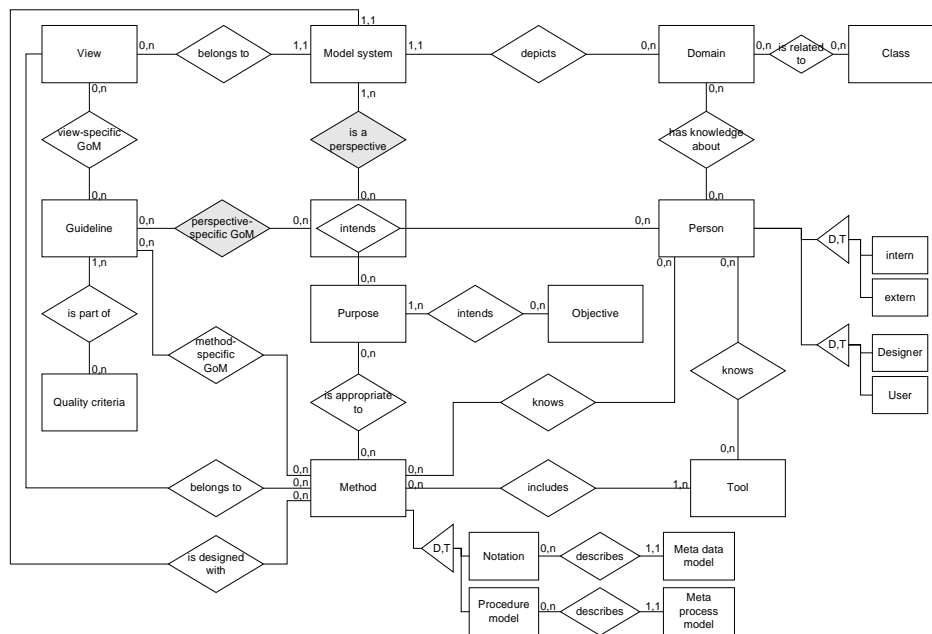 1,1
View
0,n
belongs to
1,1
Model system
1,1
depicts
0,n
Domain
0,n
is related
to
0,n
Class
0,n
1,n
0,n
view-specific
GoM
is a
perspective
has knowledge
about
0,n
0,n
0,n
Guideline
0,n
perspective-
specific GoM
0,n
intends
0,n
Person
D,T
intern
extern
0,n
1,n
0,n
0,n
0,n
is part of
Purpose
1,n
intends
0,n
Objective
method-
specific
GoM
0,n
D,T
Designer
User
0,n
Quality criteria
is appropriate
to
knows
knows
0,n
0,n
0,n
0,n
0,n
belongs to
0,n
Method
0,n
includes
1,n
Tool
0,n
is designed
with
D,T
Notation
0,n
describes
1,1
Meta data
model
Procedure
model
0,n
describes
1,1
Meta
process model